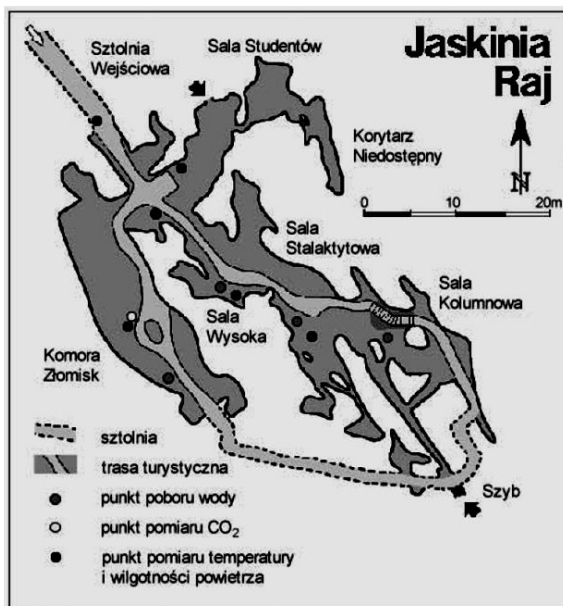 Jaskinia
Raj
Sztolnia
Wejściowa
Sala Studentów
Korytarz
Niedostępny
N
0 10 20m
Sala
Stalaktytowa
Sala
Kolumnowa
Sala
Wysoka
Komora
Złomisk
Szyb
sztolnia
trasa turystyczna
punkt poboru wody
punkt pomiaru CO₂
punkt pomiaru temperatury
i wilgotności powietrza